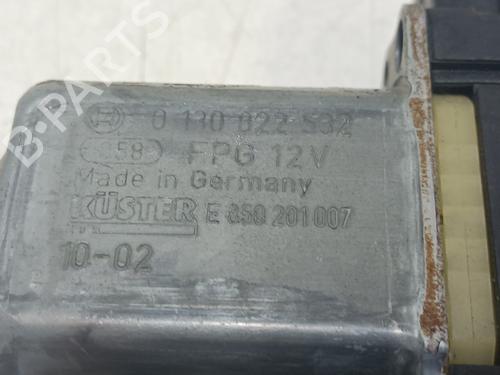 0 130 822 532
58 FPG 12V
Made in Germany
KÜSTER E 850 201 007
10-02
B-PARTS